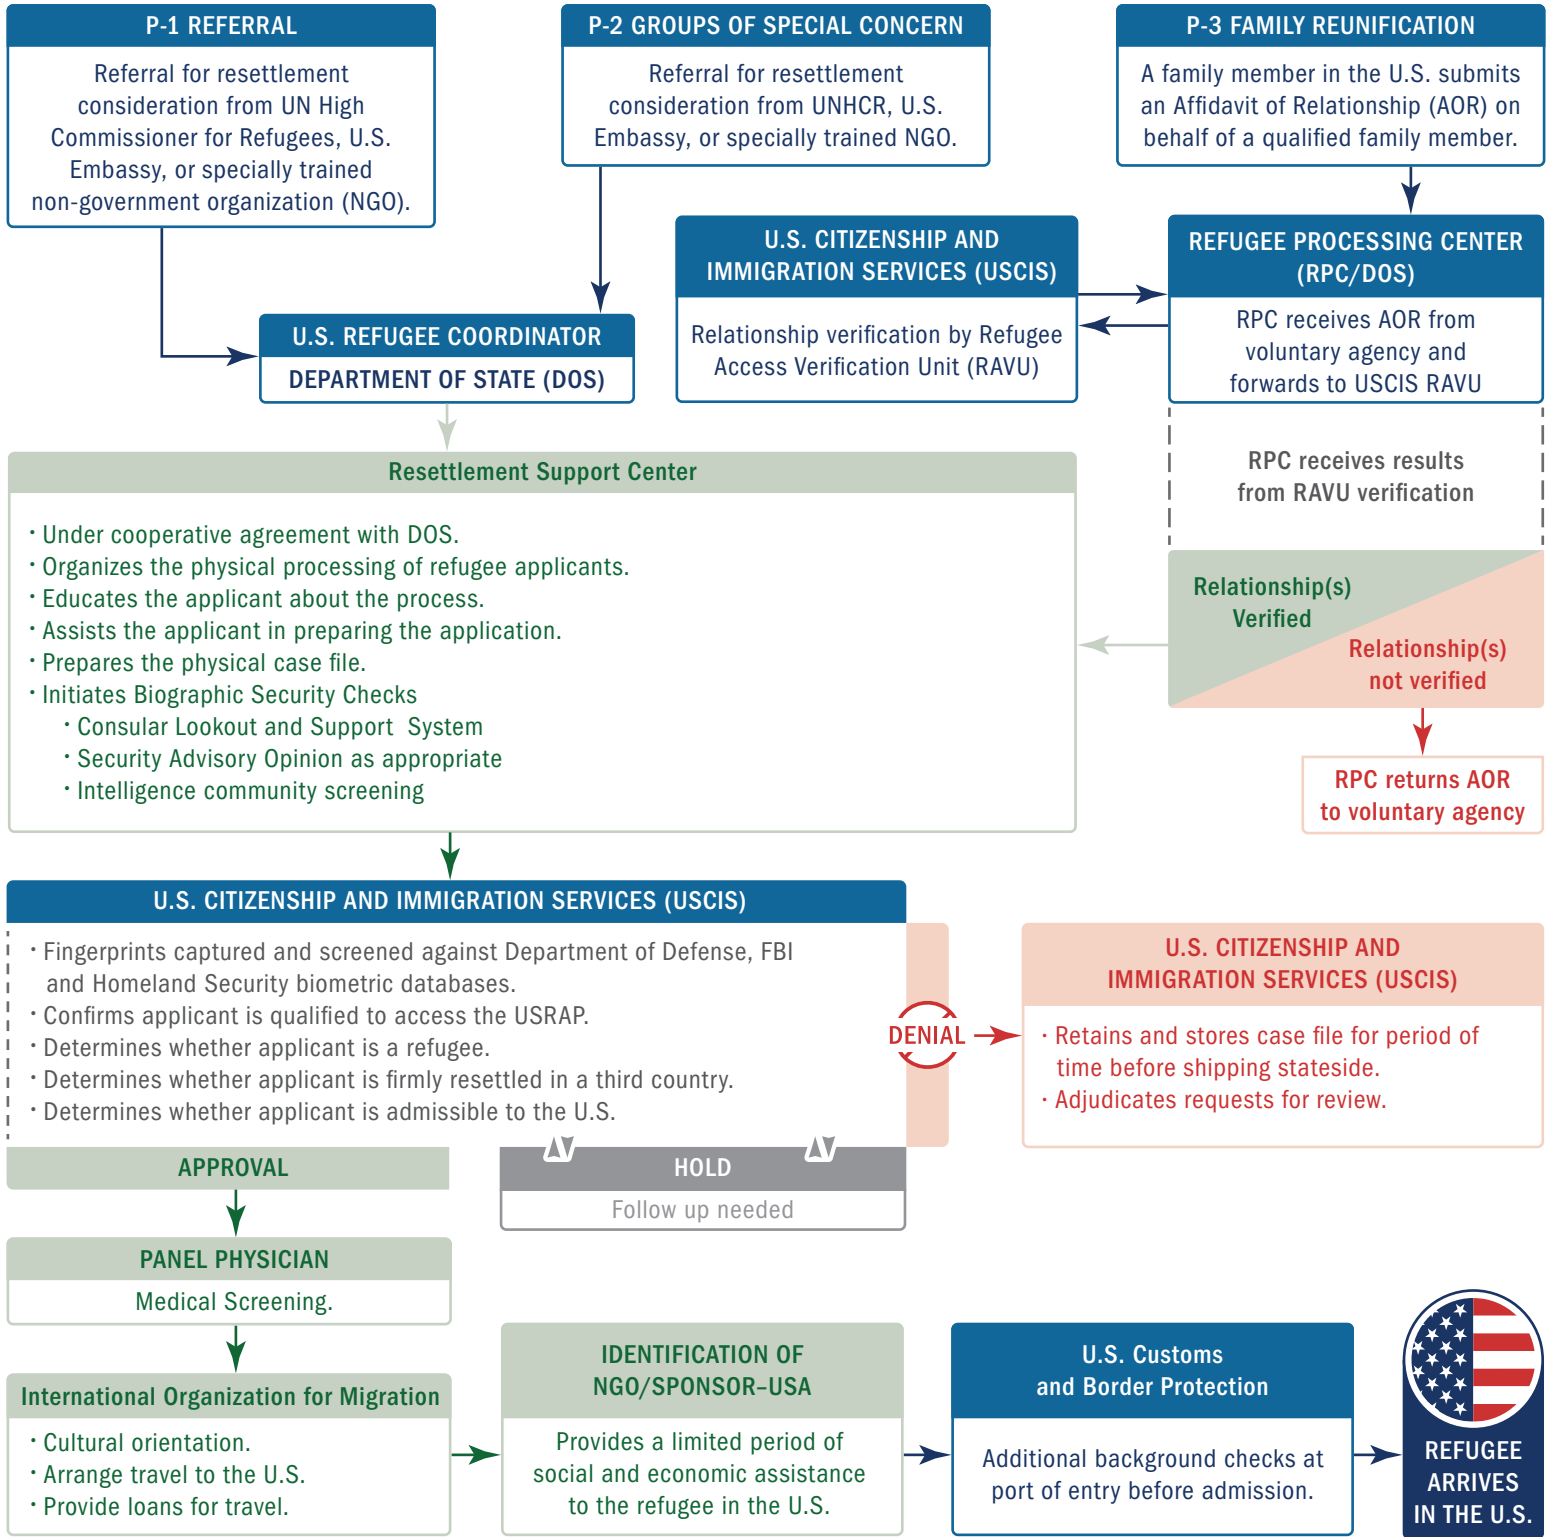 P-1 REFERRAL
Referral for resettlement
consideration from UN High
Commissioner for Refugees, U.S.
Embassy, or specially trained
non-government organization (NGO).
P-2 GROUPS OF SPECIAL CONCERN
Referral for resettlement
consideration from UNHCR, U.S.
Embassy, or specially trained NGO.
P-3 FAMILY REUNIFICATION
A family member in the U.S. submits
an Affidavit of Relationship (AOR) on
behalf of a qualified family member.
U.S. CITIZENSHIP AND
IMMIGRATION SERVICES (USCIS)
Relationship verification by Refugee
Access Verification Unit (RAVU)
REFUGEE PROCESSING CENTER
(RPC/DOS)
RPC receives AOR from
voluntary agency and
forwards to USCIS RAVU
U.S. REFUGEE COORDINATOR
DEPARTMENT OF STATE (DOS)
RPC receives results
from RAVU verification
Relationship(s)
Verified
Relationship(s)
not verified
RPC returns AOR
to voluntary agency
Resettlement Support Center
· Under cooperative agreement with DOS.
· Organizes the physical processing of refugee applicants.
· Educates the applicant about the process.
· Assists the applicant in preparing the application.
· Prepares the physical case file.
· Initiates Biographic Security Checks
· Consular Lookout and Support System
· Security Advisory Opinion as appropriate
· Intelligence community screening
U.S. CITIZENSHIP AND IMMIGRATION SERVICES (USCIS)
· Fingerprints captured and screened against Department of Defense, FBI
and Homeland Security biometric databases.
· Confirms applicant is qualified to access the USRAP.
· Determines whether applicant is a refugee.
· Determines whether applicant is firmly resettled in a third country.
· Determines whether applicant is admissible to the U.S.
DENIAL
U.S. CITIZENSHIP AND
IMMIGRATION SERVICES (USCIS)
· Retains and stores case file for period of
time before shipping stateside.
· Adjudicates requests for review.
APPROVAL
HOLD
Follow up needed
PANEL PHYSICIAN
Medical Screening.
International Organization for Migration
· Cultural orientation.
· Arrange travel to the U.S.
· Provide loans for travel.
IDENTIFICATION OF
NGO/SPONSOR–USA
Provides a limited period of
social and economic assistance
to the refugee in the U.S.
U.S. Customs
and Border Protection
Additional background checks at
port of entry before admission.
REFUGEE
ARRIVES
IN THE U.S.